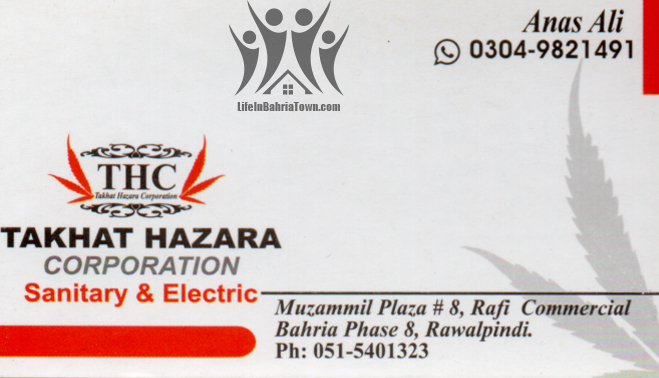 Anas Ali
0304-9821491
LifeInBahriaTown.com
THC
Takhat Hazara Corporation
TAKHAT HAZARA
CORPORATION
Sanitary & Electric
Muzammil Plaza # 8, Rafi Commercial
Bahria Phase 8, Rawalpindi.
Ph: 051-5401323